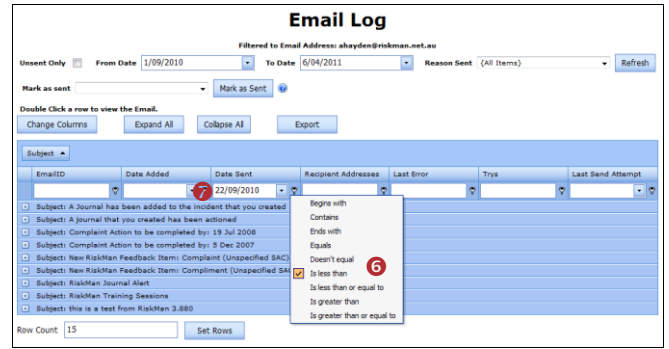 Email Log
Filtered to Email Address: ahayden@riskman.net.au
Unsent Only From Date 1/09/2010 To Date 6/04/2011 Reason Sent {All Items} Refresh
Mark as sent Mark as Sent
Double Click a row to view the Email.
Change Columns Expand All Collapse All Export
Subject
EmailID Date Added Date Sent Recipient Addresses Last Error Trys Last Send Attempt
7 22/09/2010
Subject: A Journal has been added to the incident that you created
Subject: A journal that you created has been actioned
Subject: Complaint Action to be completed by: 19 Jul 2008
Subject: Complaint Action to be completed by: 5 Dec 2007
Subject: New RiskMan Feedback Item: Complaint (Unspecified SAC)
Subject: New RiskMan Feedback Item: Compliment (Unspecified SA
Subject: RiskMan Journal Alert
Subject: RiskMan Training Sessions
Subject: this is a test from RiskMan 3.880
Begins with
Contains
Ends with
Equals
Doesn't equal
Is less than 6
Is less than or equal to
Is greater than
Is greater than or equal to
Row Count 15 Set Rows